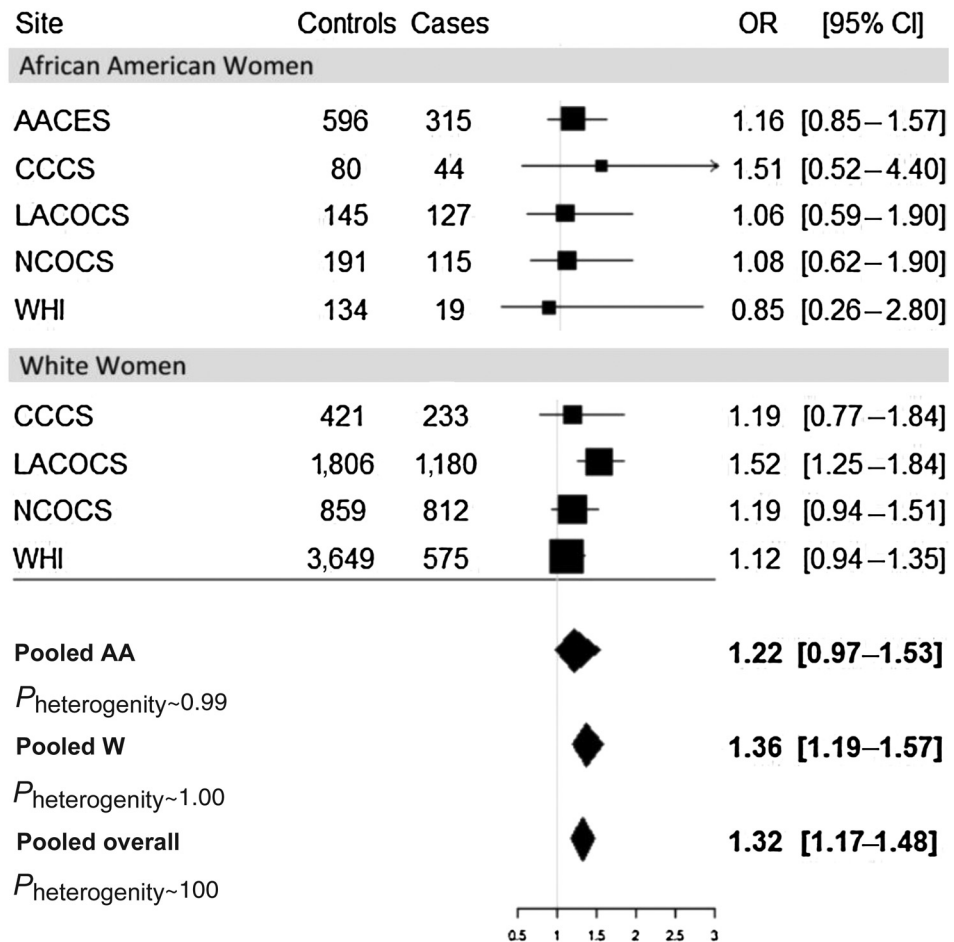 Site Controls Cases OR [95% CI]
African American Women
AACES 596 315 1.16 [0.85–1.57]
CCCS 80 44 1.51 [0.52–4.40]
LACOCS 145 127 1.06 [0.59–1.90]
NCOCS 191 115 1.08 [0.62–1.90]
WHI 134 19 0.85 [0.26–2.80]
White Women
CCCS 421 233 1.19 [0.77–1.84]
LACOCS 1,806 1,180 1.52 [1.25–1.84]
NCOCS 859 812 1.19 [0.94–1.51]
WHI 3,649 575 1.12 [0.94–1.35]
Pooled AA 1.22 [0.97–1.53]
Pheterogenity~0.99
Pooled W 1.36 [1.19–1.57]
Pheterogenity~1.00
Pooled overall 1.32 [1.17–1.48]
Pheterogenity~100
0.5 1 1.5 2 2.5 3